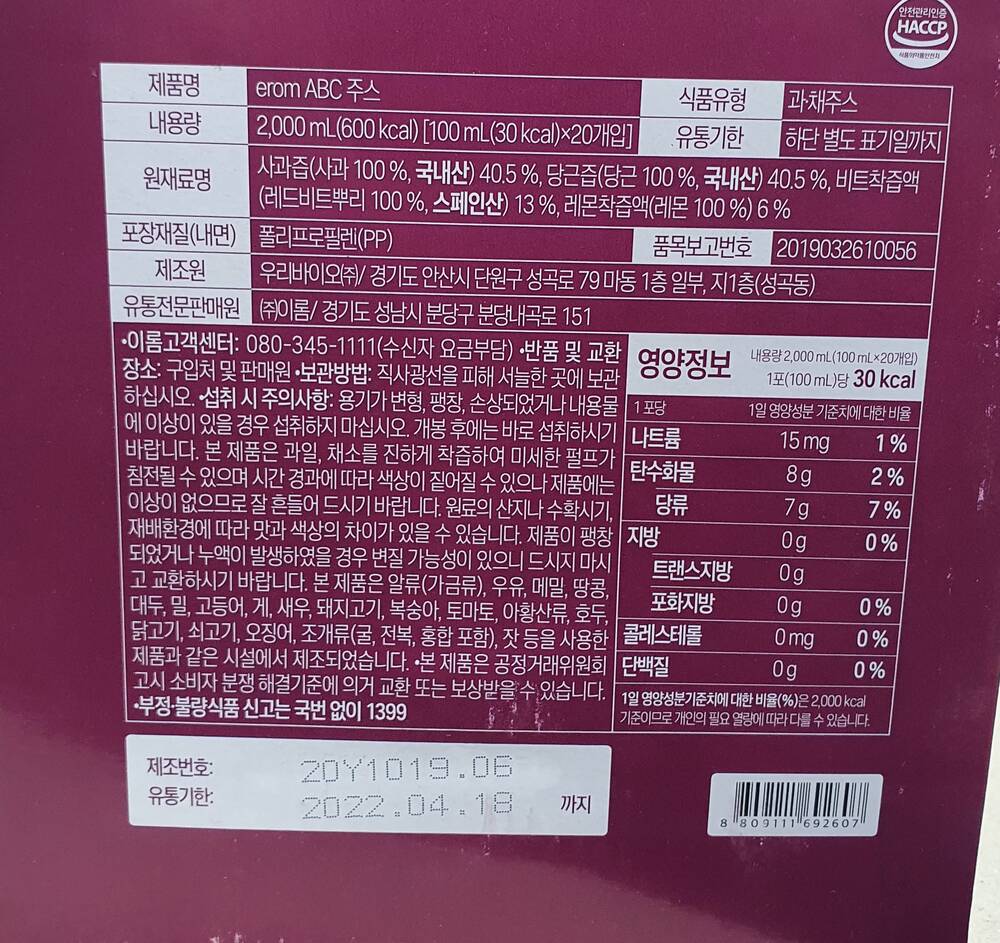 안전관리인증
HACCP
식품의약품안전처
제품명 erom ABC 주스 식품유형 과·채주스
내용량 2,000 mL(600 kcal) [100 mL(30 kcal)×20개입] 유통기한 하단 별도 표기일까지
원재료명 사과즙(사과 100 %, 국내산) 40.5 %, 당근즙(당근 100 %, 국내산) 40.5 %, 비트착즙액
(레드비트뿌리 100 %, 스페인산) 13 %, 레몬착즙액(레몬 100 %) 6 %
포장재질(내면) 폴리프로필렌(PP) 품목보고번호 2019032610056
제조원 우리바이오㈜/ 경기도 안산시 단원구 성곡로 79 마동 1층 일부, 지1층(성곡동)
유통전문판매원 ㈜이롬/ 경기도 성남시 분당구 분당내곡로 151
•이롬고객센터: 080-345-1111(수신자 요금부담) •반품 및 교환
장소: 구입처 및 판매원 •보관방법: 직사광선을 피해 서늘한 곳에 보관
하십시오. •섭취 시 주의사항: 용기가 변형, 팽창, 손상되었거나 내용물
에 이상이 있을 경우 섭취하지 마십시오. 개봉 후에는 바로 섭취하시기
바랍니다. 본 제품은 과일, 채소를 진하게 착즙하여 미세한 펄프가
침전될 수 있으며 시간 경과에 따라 색상이 짙어질 수 있으나 제품에는
이상이 없으므로 잘 흔들어 드시기 바랍니다. 원료의 산지나 수확시기,
재배환경에 따라 맛과 색상의 차이가 있을 수 있습니다. 제품이 팽창
되었거나 누액이 발생하였을 경우 변질 가능성이 있으니 드시지 마시
고 교환하시기 바랍니다. 본 제품은 알류(가금류), 우유, 메밀, 땅콩,
대두, 밀, 고등어, 게, 새우, 돼지고기, 복숭아, 토마토, 아황산류, 호두,
닭고기, 쇠고기, 오징어, 조개류(굴, 전복, 홍합 포함), 잣 등을 사용한
제품과 같은 시설에서 제조되었습니다. •본 제품은 공정거래위원회
고시 소비자 분쟁 해결기준에 의거 교환 또는 보상받을 수 있습니다.
•부정·불량식품 신고는 국번 없이 1399
영양정보 내용량 2,000 mL(100 mL×20개입)
1포(100 mL)당 30 kcal
1 포당 1일 영양성분 기준치에 대한 비율
나트륨 15 mg 1 %
탄수화물 8 g 2 %
당류 7 g 7 %
지방 0 g 0 %
트랜스지방 0 g
포화지방 0 g 0 %
콜레스테롤 0 mg 0 %
단백질 0 g 0 %
1일 영양성분기준치에 대한 비율(%)은 2,000 kcal
기준이므로 개인의 필요 열량에 따라 다를 수 있습니다.
제조번호: 20Y1019.06
유통기한: 2022.04.18 까지
8 809111 692607